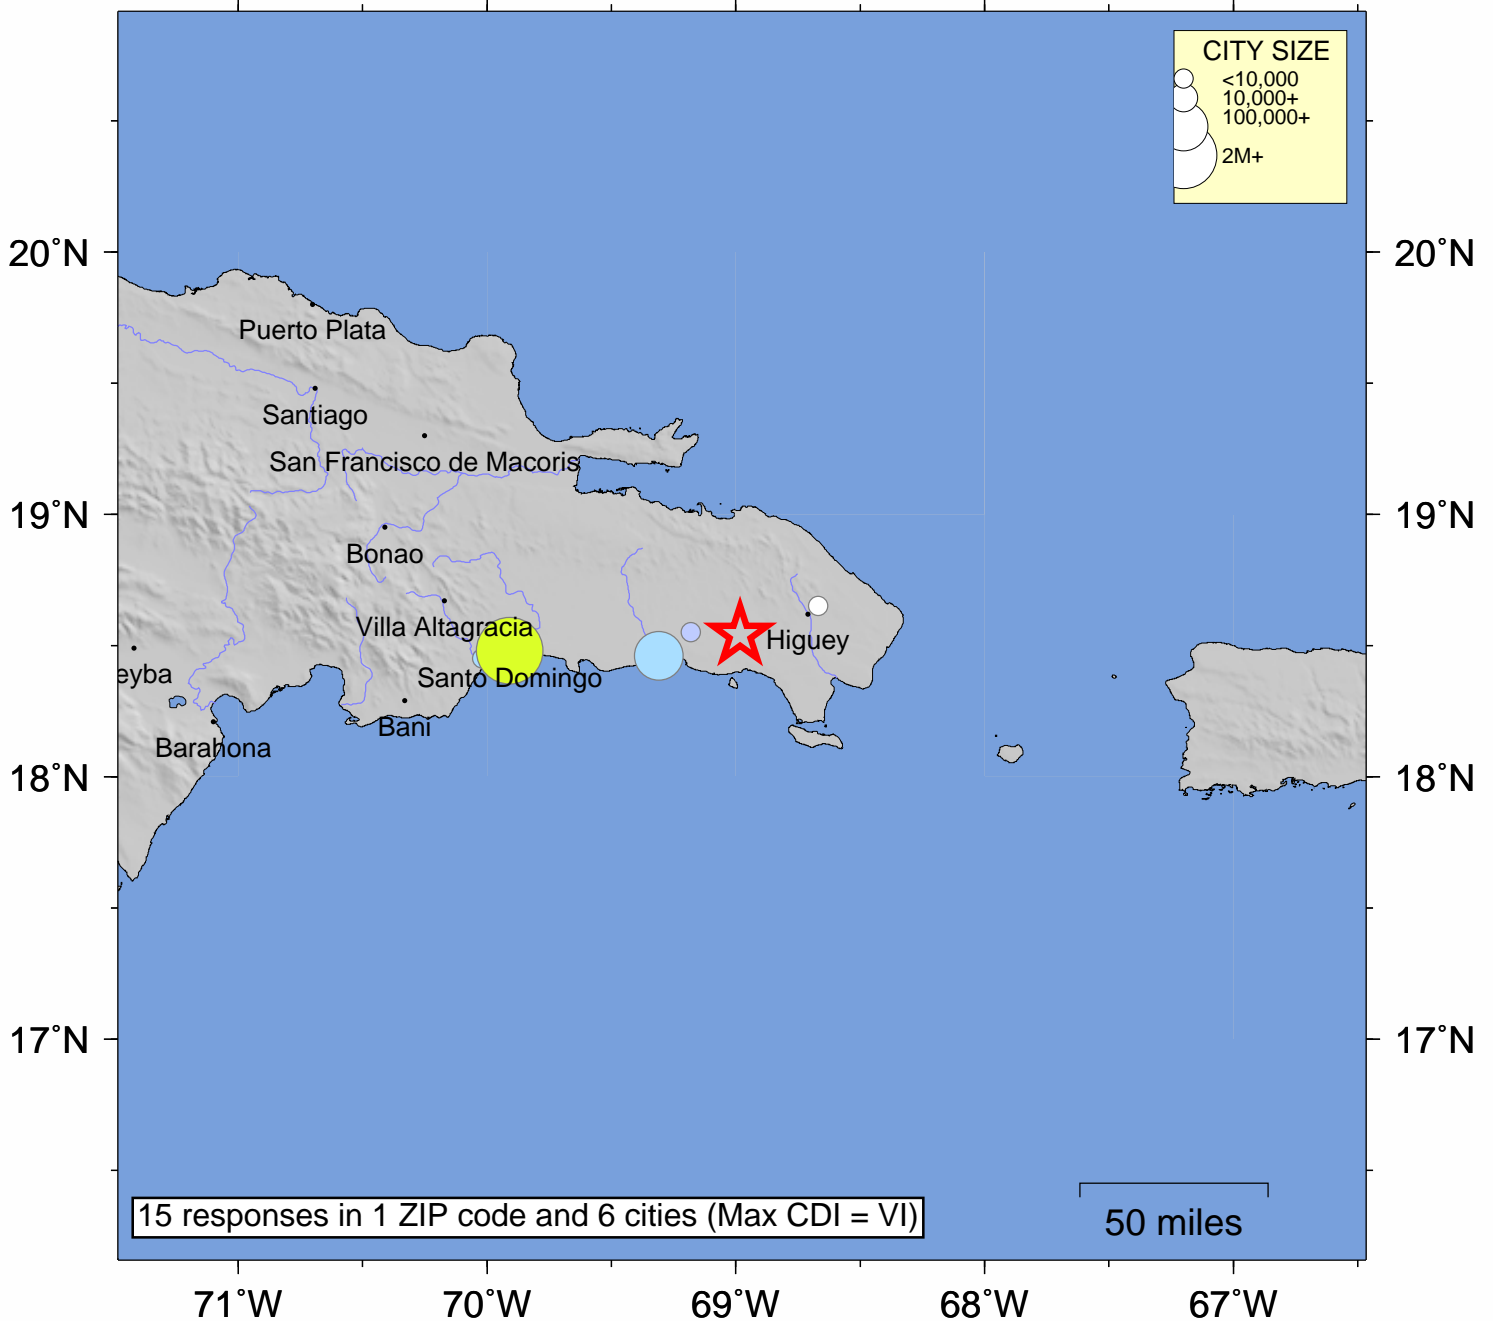 CITY SIZE
<10,000
10,000+
100,000+
2M+
20˚N
20˚N
Puerto Plata
Santiago
San Francisco de Macoris
19˚N
19˚N
Bonao
Villa Altagracia
Higuey
eyba
Santo Domingo
Bani
Barahona
18˚N
18˚N
17˚N
17˚N
15 responses in 1 ZIP code and 6 cities (Max CDI = VI)
50 miles
71˚W
70˚W
69˚W
68˚W
67˚W